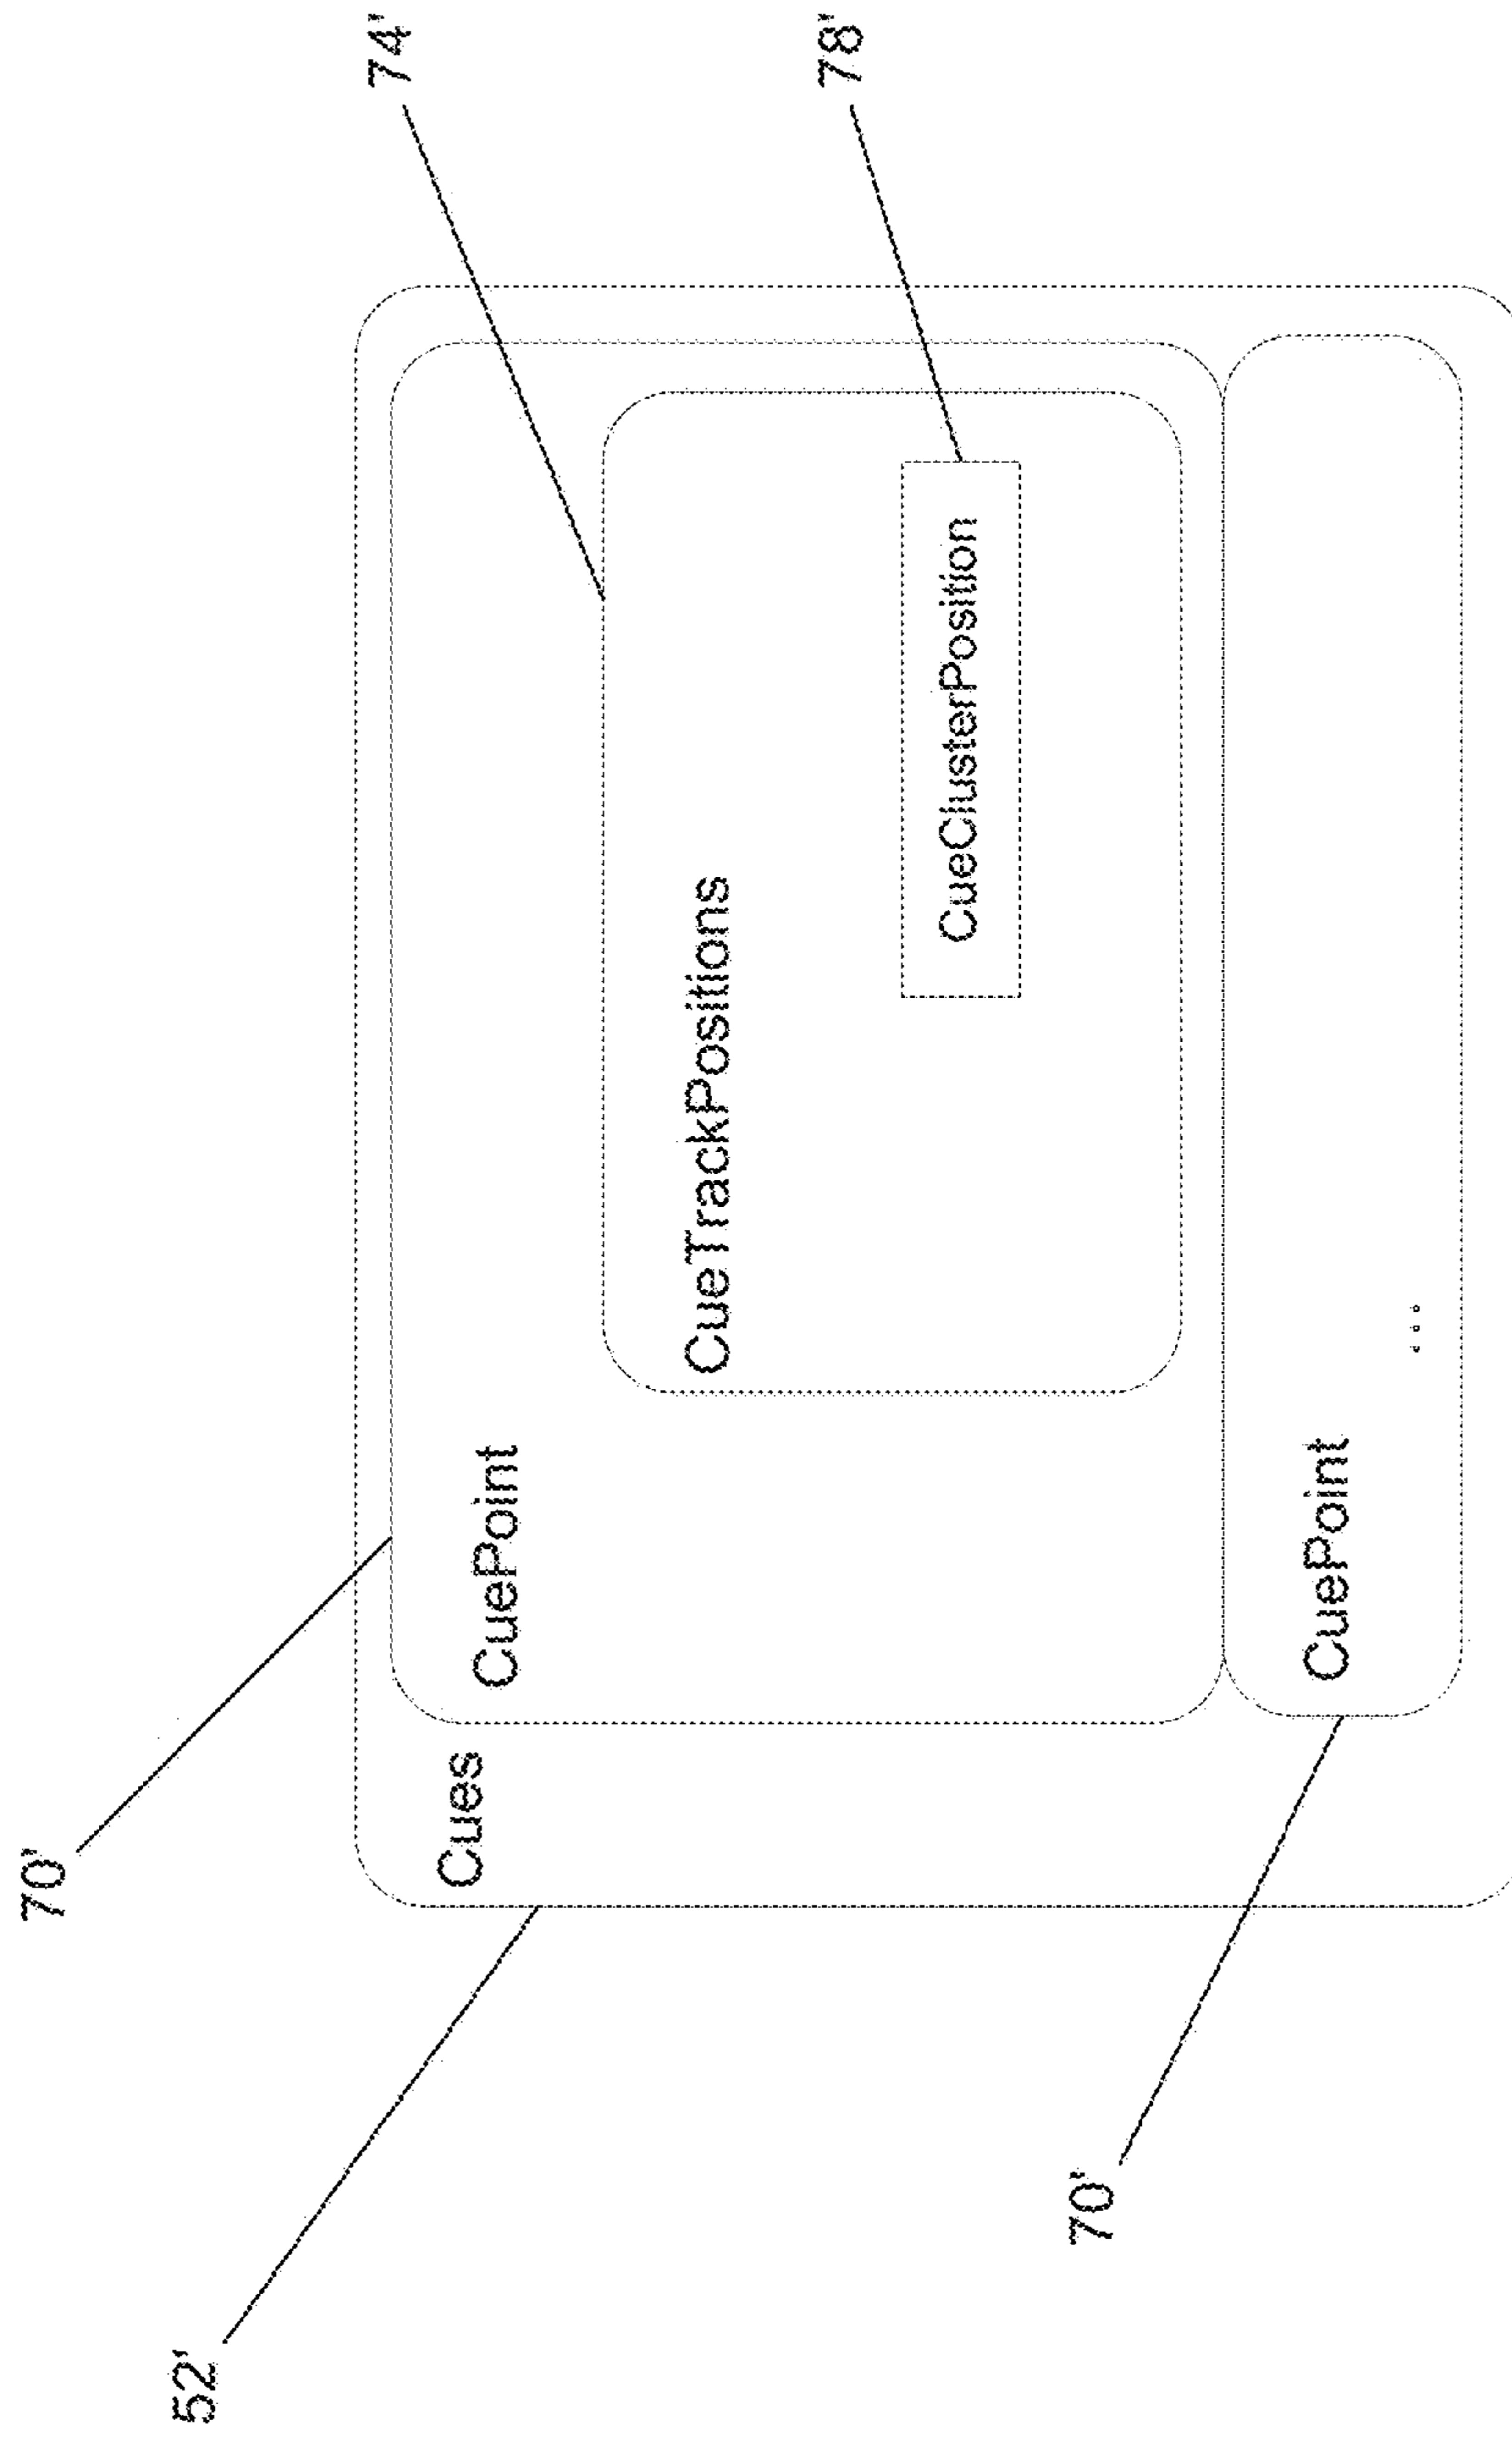 74'
78'
70'
Cues
CuePoint
CueTrackPositions
CueClusterPosition
CuePoint
...
52'
70'